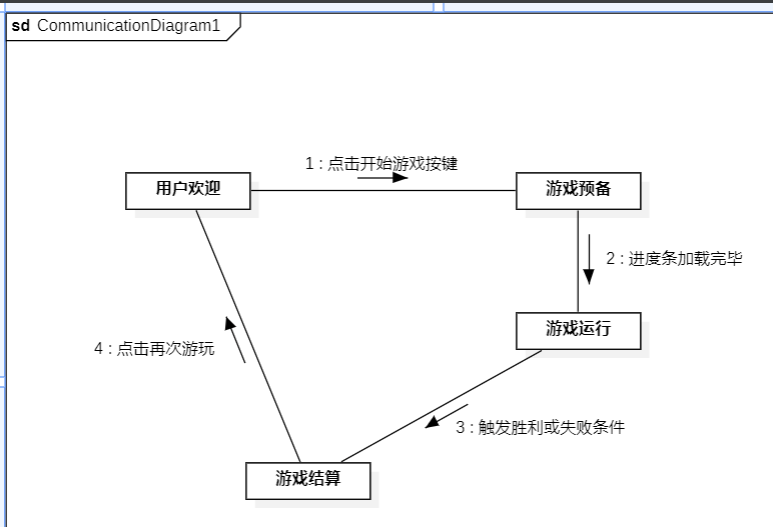 sd CommunicationDiagram1
1 : 点击开始游戏按键
用户欢迎
游戏预备
2 : 进度条加载完毕
游戏运行
4 : 点击再次游玩
3 : 触发胜利或失败条件
游戏结算